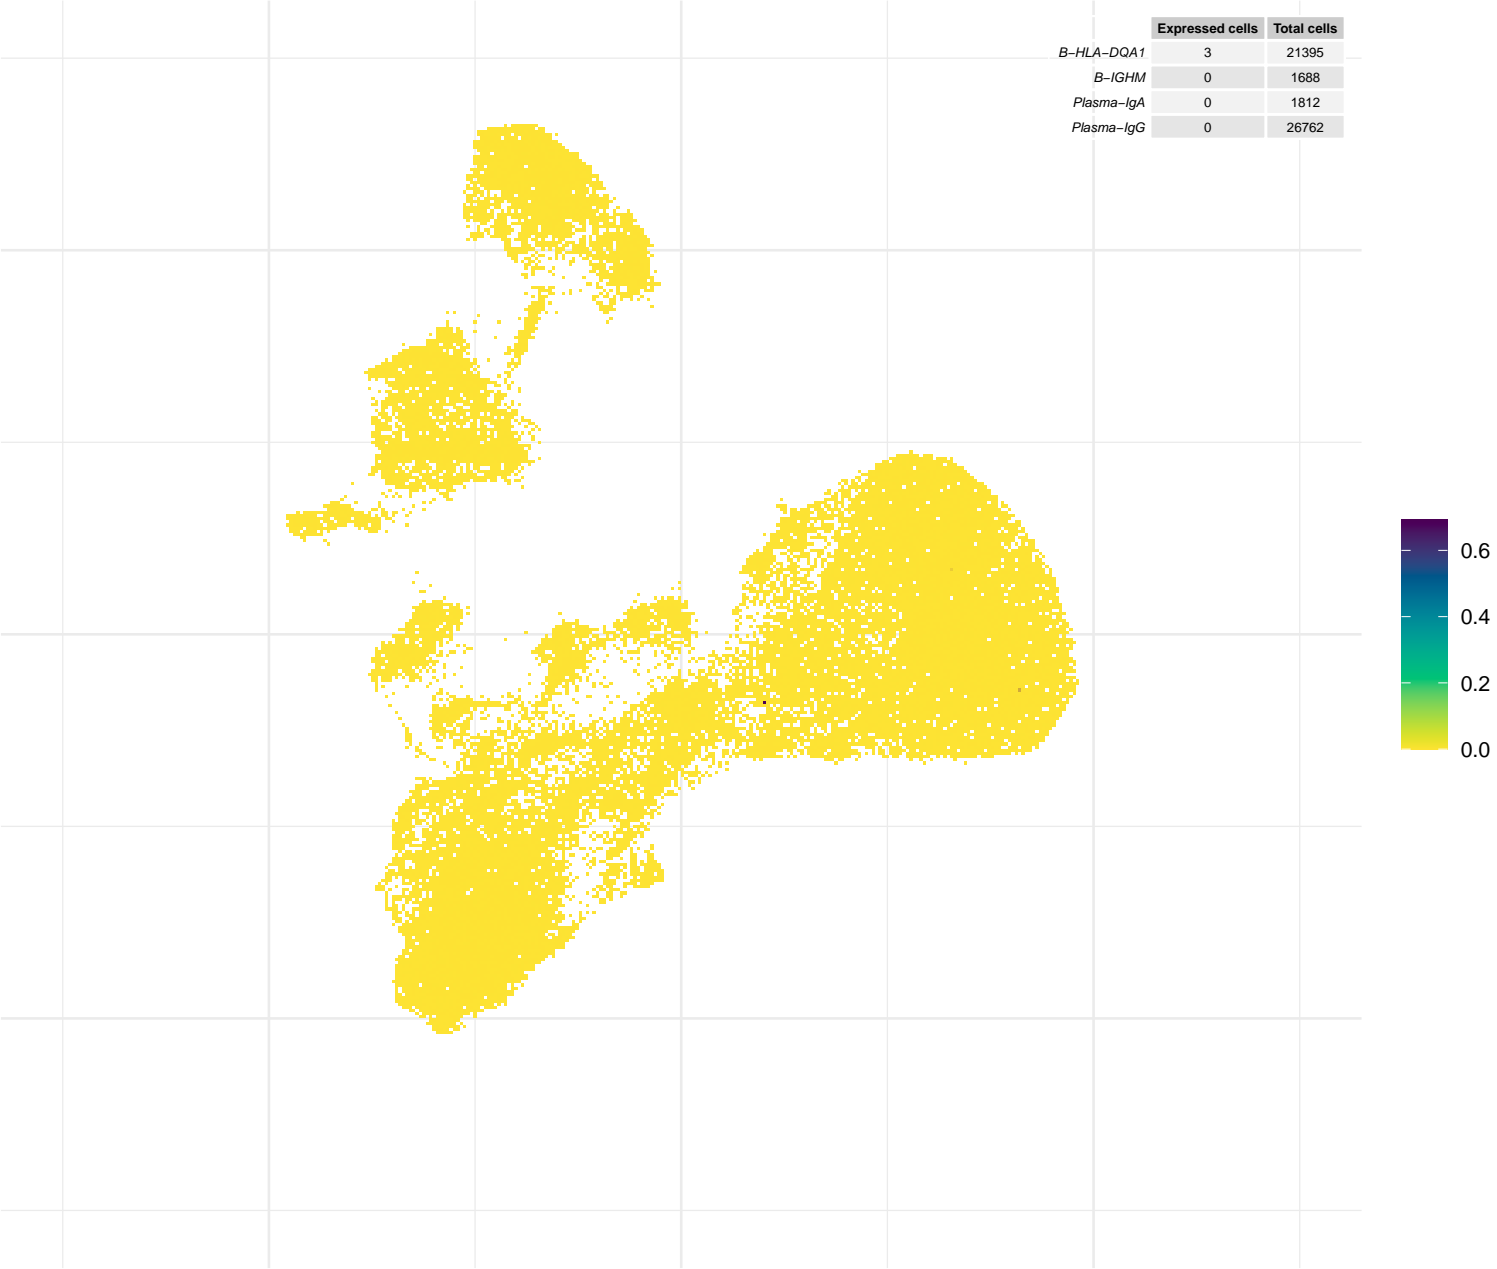 Expressed cells Total cells
B−HLA−DQA1 3 21395
B−IGHM 0 1688
Plasma−IgA 0 1812
Plasma−IgG 0 26762
0.6
0.4
0.2
0.0